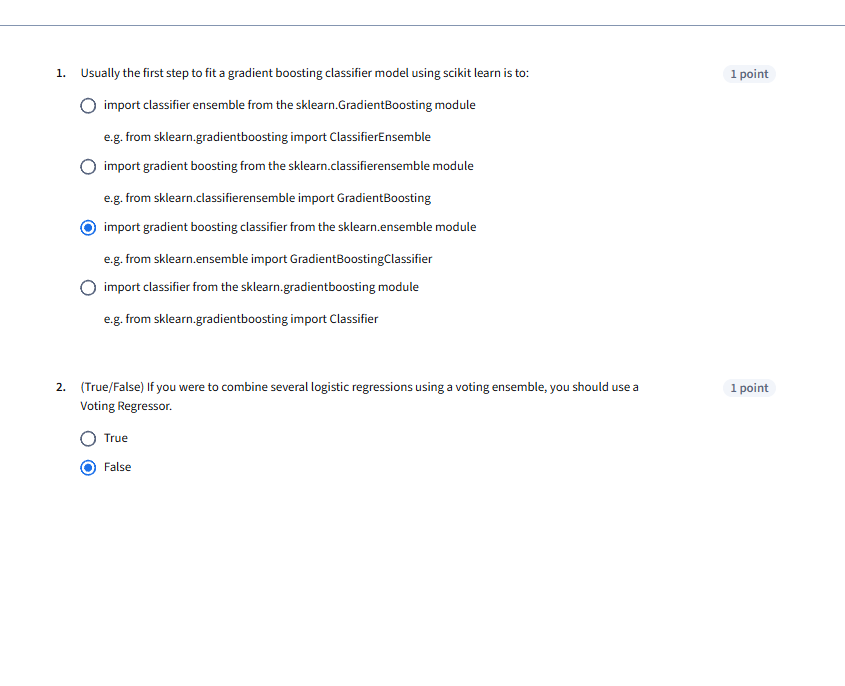 1. Usually the first step to fit a gradient boosting classifier model using scikit learn is to: 1 point
import classifier ensemble from the sklearn.GradientBoosting module
e.g. from sklearn.gradientboosting import ClassifierEnsemble
import gradient boosting from the sklearn.classifierensemble module
e.g. from sklearn.classifierensemble import GradientBoosting
import gradient boosting classifier from the sklearn.ensemble module
e.g. from sklearn.ensemble import GradientBoostingClassifier
import classifier from the sklearn.gradientboosting module
e.g. from sklearn.gradientboosting import Classifier
2. (True/False) If you were to combine several logistic regressions using a voting ensemble, you should use a 1 point
Voting Regressor.
True
False